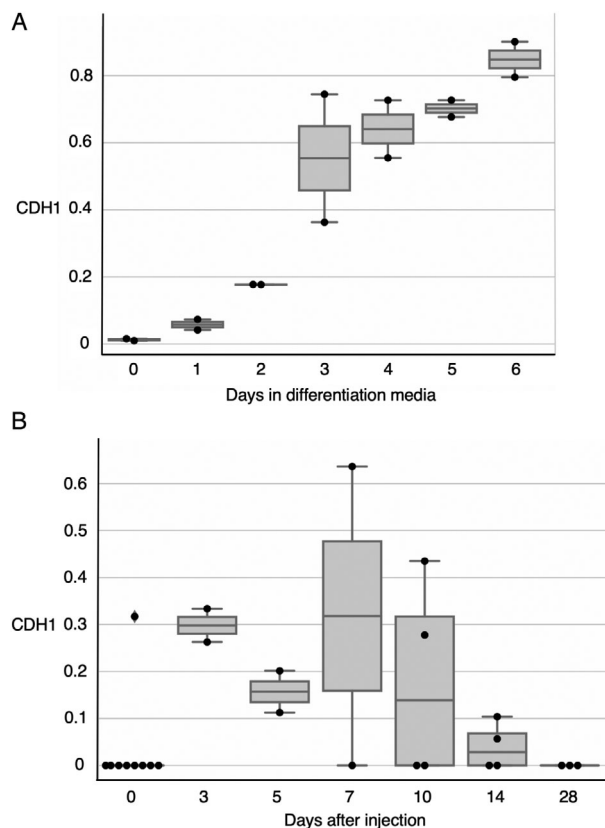 A
0.8
0.6
CDH1 0.4
0.2
0
0 1 2 3 4 5 6
Days in differentiation media
B
0.6
0.5
0.4
CDH1 0.3
0.2
0.1
0
0 3 5 7 10 14 28
Days after injection